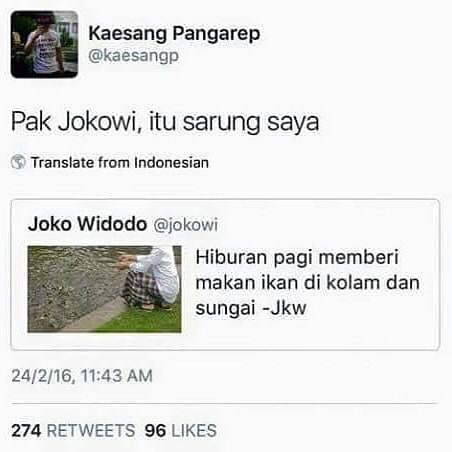 Kaesang Pangarep
@kaesangp
Pak Jokowi, itu sarung saya
Translate from Indonesian
Joko Widodo @jokowi
Hiburan pagi memberi
makan ikan di kolam dan
sungai -Jkw
24/2/16, 11:43 AM
274 RETWEETS 96 LIKES